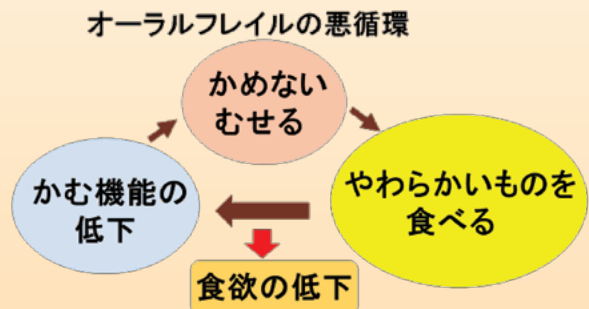 オーラルフレイルの悪循環
かめない
むせる
やわらかいものを
食べる
かむ機能の
低下
食欲の低下